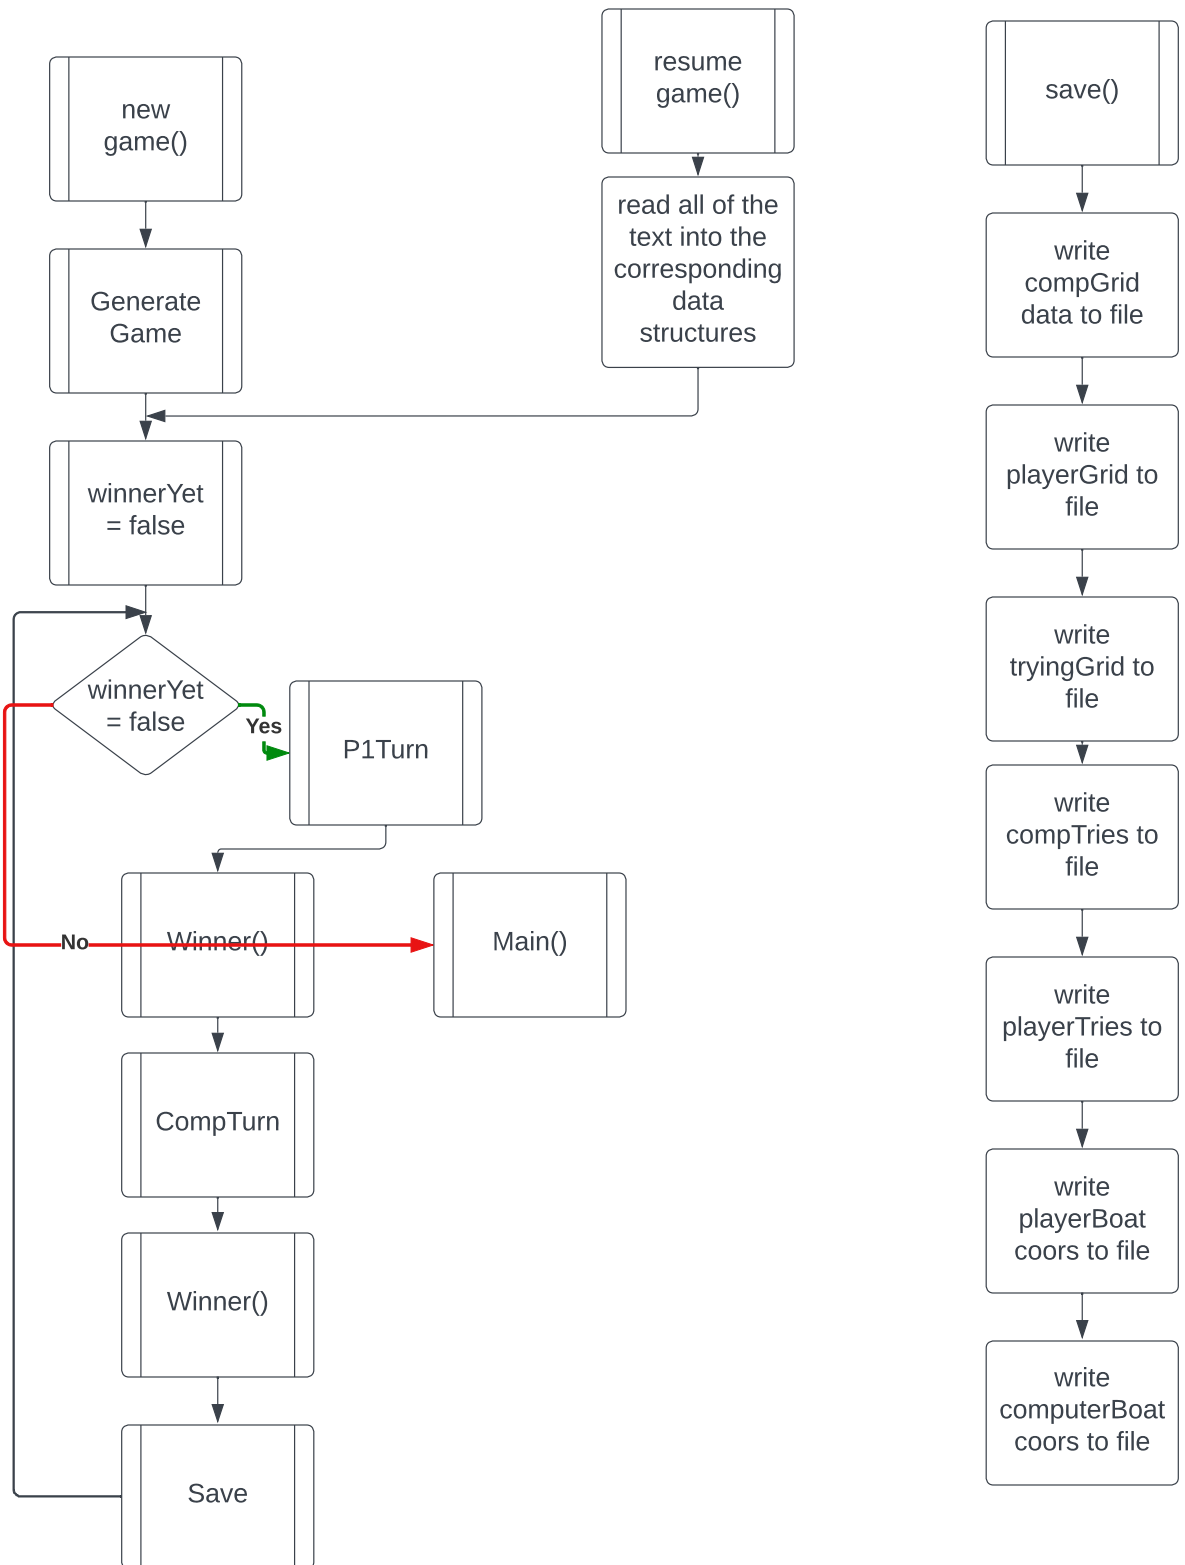 new
game()
Generate
Game
winnerYet
= false
winnerYet
= false
Yes
P1Turn
Winner()
No
Main()
CompTurn
Winner()
Save
resume
game()
read all of the
text into the
corresponding
data
structures
save()
write
compGrid
data to file
write
playerGrid to
file
write
tryingGrid to
file
write
compTries to
file
write
playerTries to
file
write
playerBoat
coors to file
write
computerBoat
coors to file